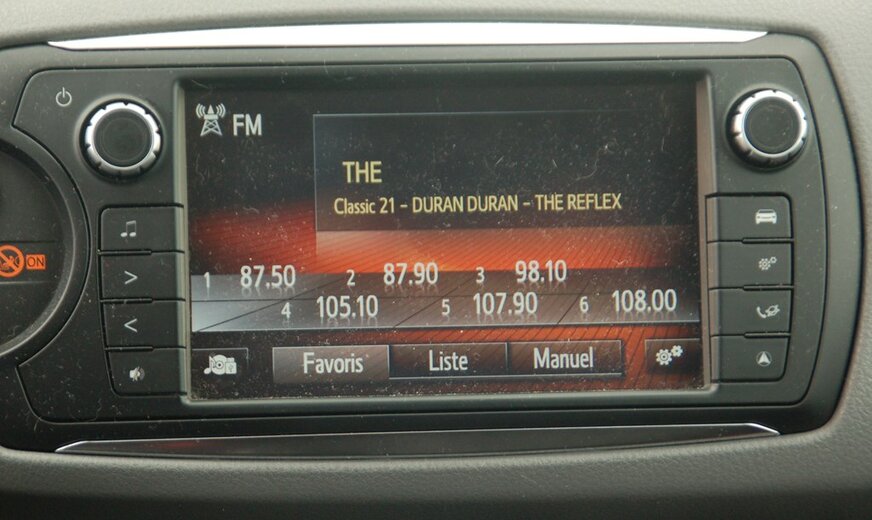 FM
THE
Classic 21 - DURAN DURAN - THE REFLEX
1 87.50 2 87.90 3 98.10
4 105.10 5 107.90 6 108.00
ON
Favoris Liste Manuel